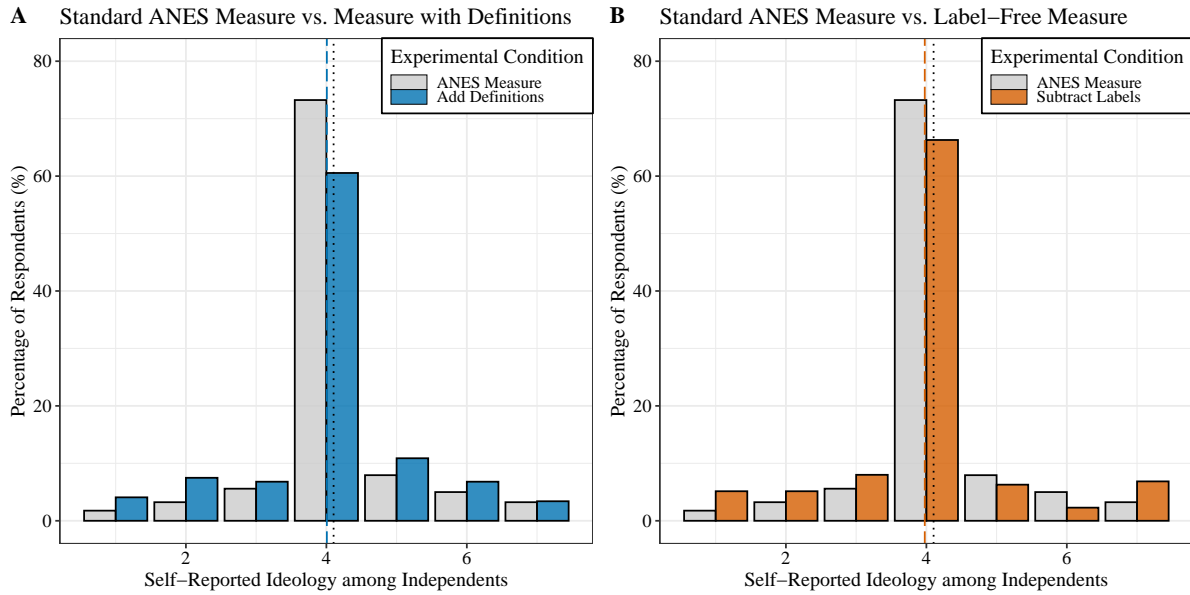 A
Standard ANES Measure vs. Measure with Definitions
Experimental Condition
ANES Measure
Add Definitions
Percentage of Respondents (%)
80
60
40
20
0
2
4
6
Self−Reported Ideology among Independents
B
Standard ANES Measure vs. Label−Free Measure
Experimental Condition
ANES Measure
Subtract Labels
Percentage of Respondents (%)
80
60
40
20
0
2
4
6
Self−Reported Ideology among Independents